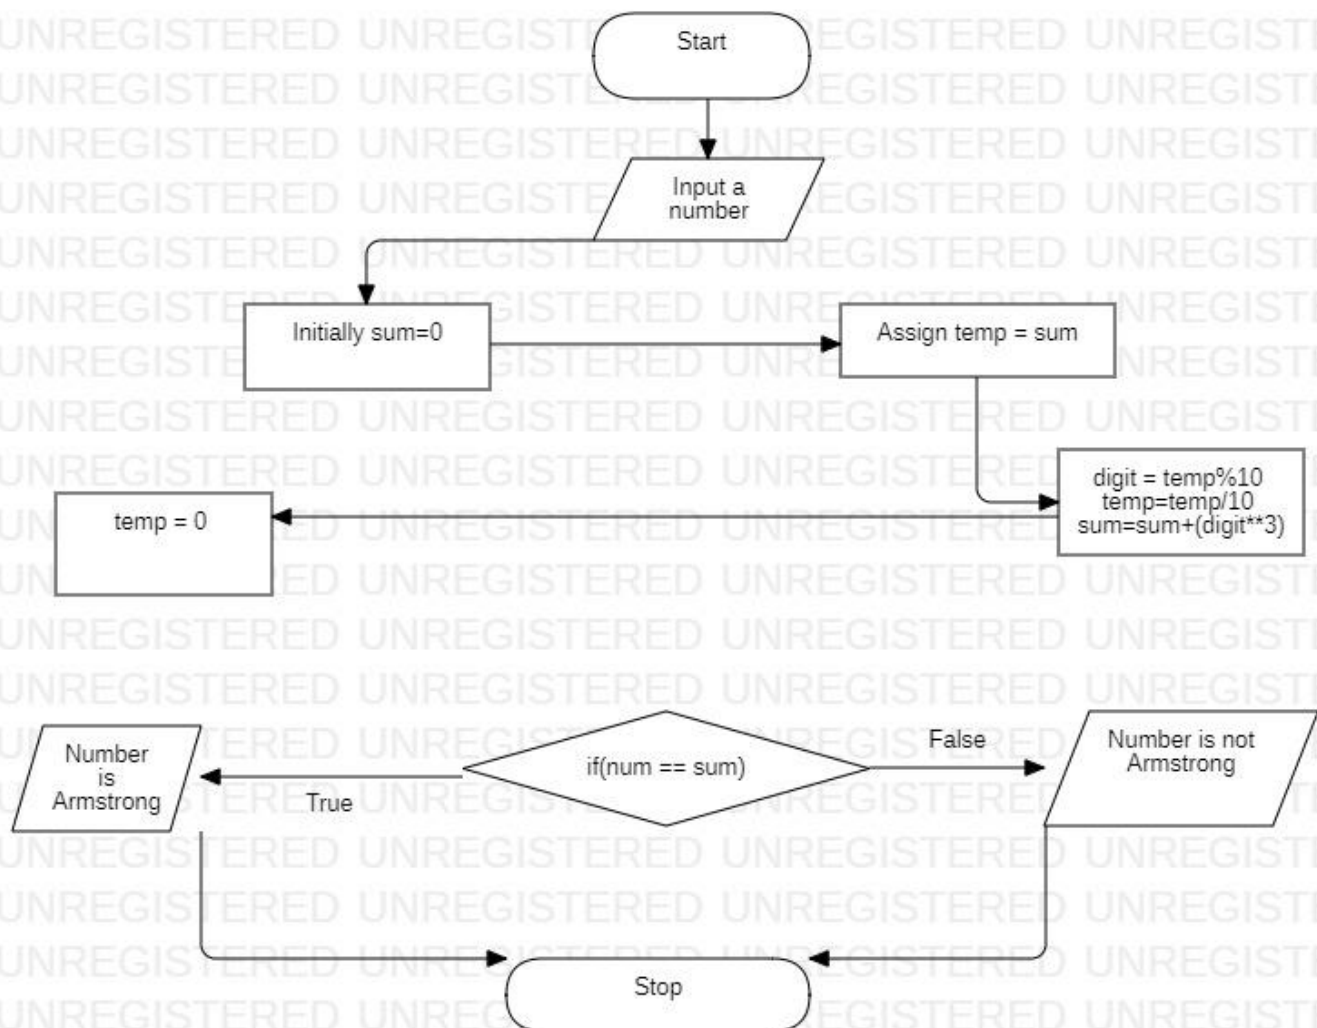 Start
Input a
number
Initially sum=0
Assign temp = sum
digit = temp%10
temp=temp/10
sum=sum+(digit**3)
temp = 0
Number
is
Armstrong
True
if(num == sum)
False
Number is not
Armstrong
Stop
UNREGISTERED